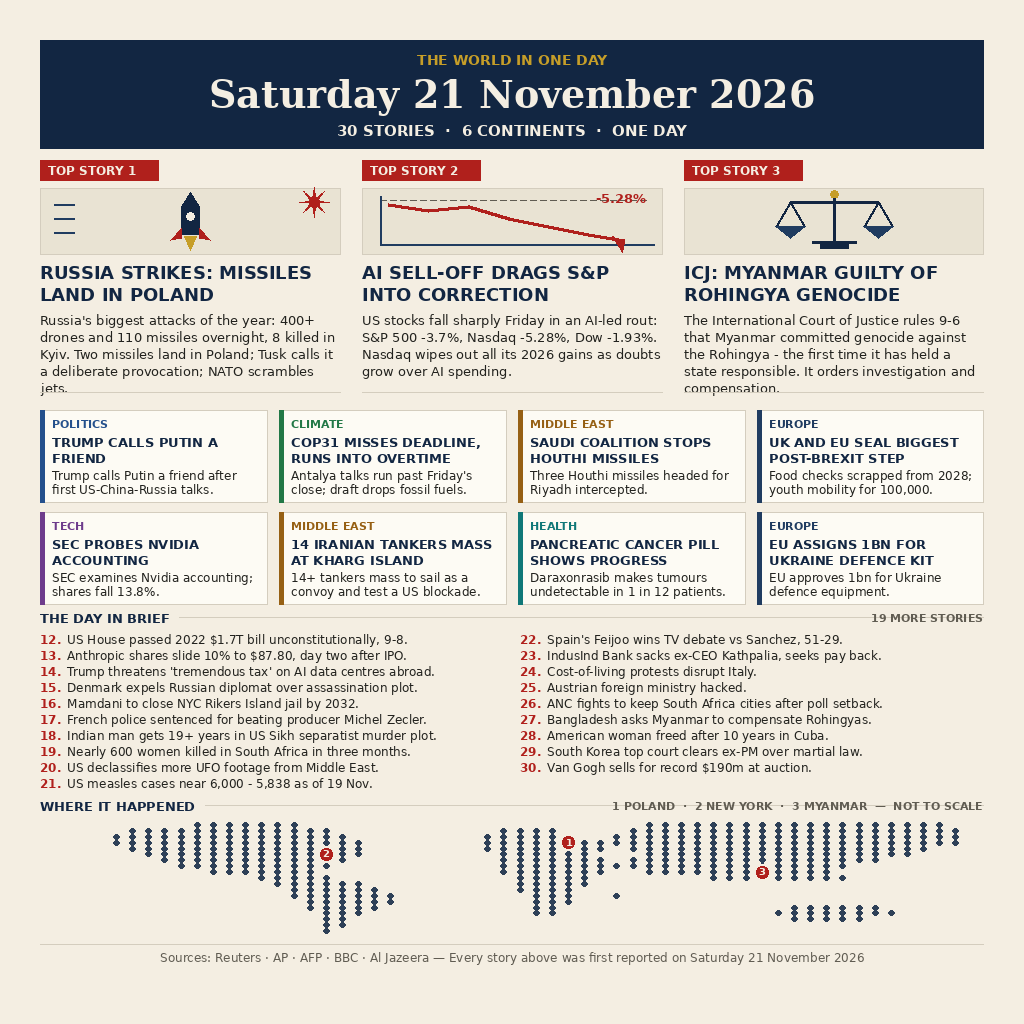 THE WORLD IN ONE DAY
Saturday 21 November 2026
30 STORIES · 6 CONTINENTS · ONE DAY
TOP STORY 1
RUSSIA STRIKES: MISSILES
LAND IN POLAND
Russia's biggest attacks of the year: 400+
drones and 110 missiles overnight, 8 killed in
Kyiv. Two missiles land in Poland; Tusk calls it
a deliberate provocation; NATO scrambles
jets.
TOP STORY 2
-5.28%
AI SELL-OFF DRAGS S&P
INTO CORRECTION
US stocks fall sharply Friday in an AI-led rout:
S&P 500 -3.7%, Nasdaq -5.28%, Dow -1.93%.
Nasdaq wipes out all its 2026 gains as doubts
grow over AI spending.
TOP STORY 3
ICJ: MYANMAR GUILTY OF
ROHINGYA GENOCIDE
The International Court of Justice rules 9-6
that Myanmar committed genocide against
the Rohingya - the first time it has held a
state responsible. It orders investigation and
compensation.
POLITICS
TRUMP CALLS PUTIN A
FRIEND
Trump calls Putin a friend after
first US-China-Russia talks.
CLIMATE
COP31 MISSES DEADLINE,
RUNS INTO OVERTIME
Antalya talks run past Friday's
close; draft drops fossil fuels.
MIDDLE EAST
SAUDI COALITION STOPS
HOUTHI MISSILES
Three Houthi missiles headed for
Riyadh intercepted.
EUROPE
UK AND EU SEAL BIGGEST
POST-BREXIT STEP
Food checks scrapped from 2028;
youth mobility for 100,000.
TECH
SEC PROBES NVIDIA
ACCOUNTING
SEC examines Nvidia accounting;
shares fall 13.8%.
MIDDLE EAST
14 IRANIAN TANKERS MASS
AT KHARG ISLAND
14+ tankers mass to sail as a
convoy and test a US blockade.
HEALTH
PANCREATIC CANCER PILL
SHOWS PROGRESS
Daraxonrasib makes tumours
undetectable in 1 in 12 patients.
EUROPE
EU ASSIGNS 1BN FOR
UKRAINE DEFENCE KIT
EU approves 1bn for Ukraine
defence equipment.
THE DAY IN BRIEF
19 MORE STORIES
12. US House passed 2022 $1.7T bill unconstitutionally, 9-8.
13. Anthropic shares slide 10% to $87.80, day two after IPO.
14. Trump threatens 'tremendous tax' on AI data centres abroad.
15. Denmark expels Russian diplomat over assassination plot.
16. Mamdani to close NYC Rikers Island jail by 2032.
17. French police sentenced for beating producer Michel Zecler.
18. Indian man gets 19+ years in US Sikh separatist murder plot.
19. Nearly 600 women killed in South Africa in three months.
20. US declassifies more UFO footage from Middle East.
21. US measles cases near 6,000 - 5,838 as of 19 Nov.
22. Spain's Feijoo wins TV debate vs Sanchez, 51-29.
23. IndusInd Bank sacks ex-CEO Kathpalia, seeks pay back.
24. Cost-of-living protests disrupt Italy.
25. Austrian foreign ministry hacked.
26. ANC fights to keep South Africa cities after poll setback.
27. Bangladesh asks Myanmar to compensate Rohingyas.
28. American woman freed after 10 years in Cuba.
29. South Korea top court clears ex-PM over martial law.
30. Van Gogh sells for record $190m at auction.
WHERE IT HAPPENED
1 POLAND · 2 NEW YORK · 3 MYANMAR — NOT TO SCALE
1
2
3
Sources: Reuters · AP · AFP · BBC · Al Jazeera — Every story above was first reported on Saturday 21 November 2026